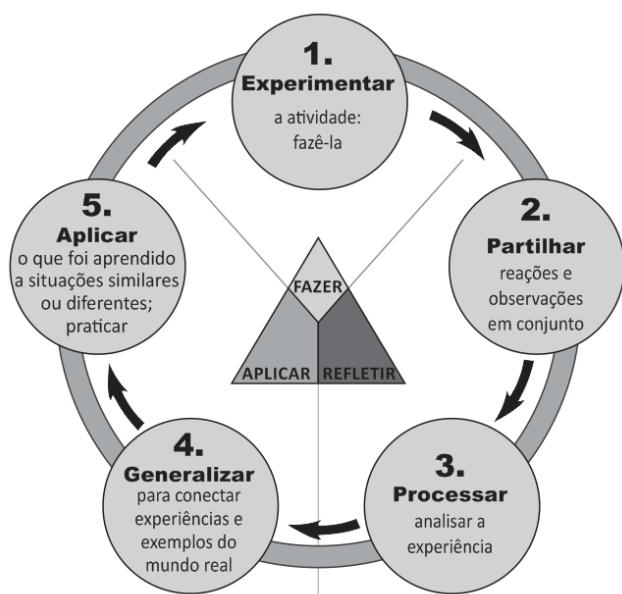 1.
Experimentar
a atividade:
fazê-la
2.
Partilhar
reações e
observações
em conjunto
3.
Processar
analisar a
experiência
4.
Generalizar
para conectar
experiências e
exemplos do
mundo real
5.
Aplicar
o que foi aprendido
a situações similares
ou diferentes;
praticar
FAZER
APLICAR REFLETIR